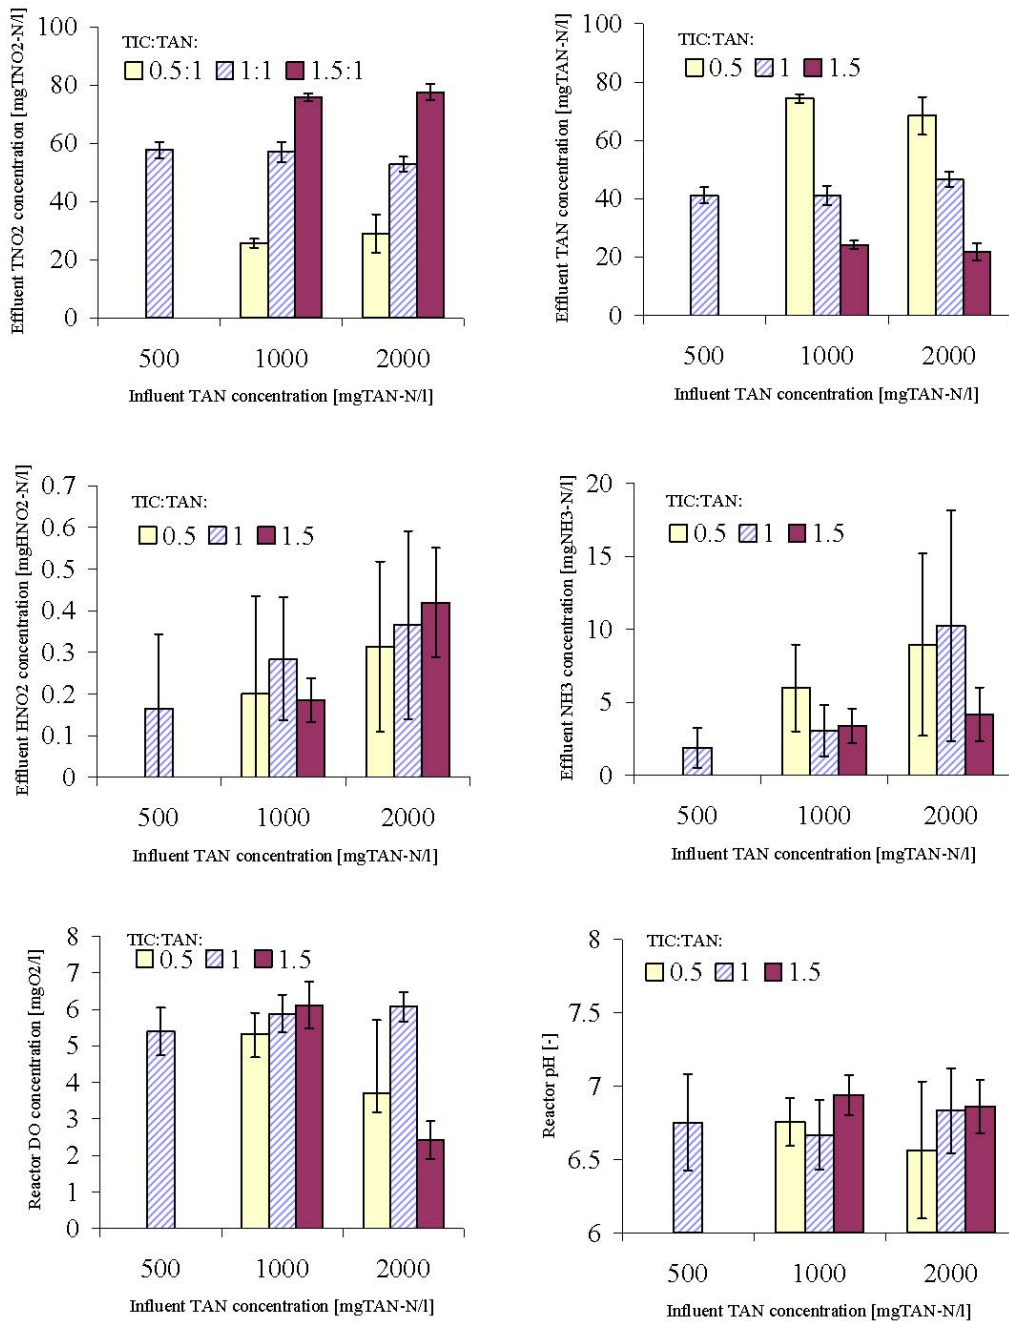 Effluent TNO2 concentration [mgTNO2-N/l]
100
80
60
40
20
0
TIC:TAN:
0.5:1 1:1 1.5:1
500 1000 2000
Influent TAN concentration [mgTAN-N/l]
Effluent TAN concentration [mgTAN-N/l]
100
80
60
40
20
0
TIC:TAN:
0.5 1 1.5
500 1000 2000
Influent TAN concentration [mgTAN-N/l]
Effluent HNO2 concentration [mgHNO2-N/l]
0.7
0.6
0.5
0.4
0.3
0.2
0.1
0
TIC:TAN:
0.5 1 1.5
500 1000 2000
Influent TAN concentration [mgTAN-N/l]
Effluent NH3 concentration [mgNH3-N/l]
20
15
10
5
0
TIC:TAN:
0.5 1 1.5
500 1000 2000
Influent TAN concentration [mgTAN-N/l]
Reactor DO concentration [mgO2/l]
8
7
6
5
4
3
2
1
0
TIC:TAN:
0.5 1 1.5
500 1000 2000
Influent TAN concentration [mgTAN-N/l]
Reactor pH [-]
8
7.5
7
6.5
6
TIC:TAN:
0.5 1 1.5
500 1000 2000
Influent TAN concentration [mgTAN-N/l]